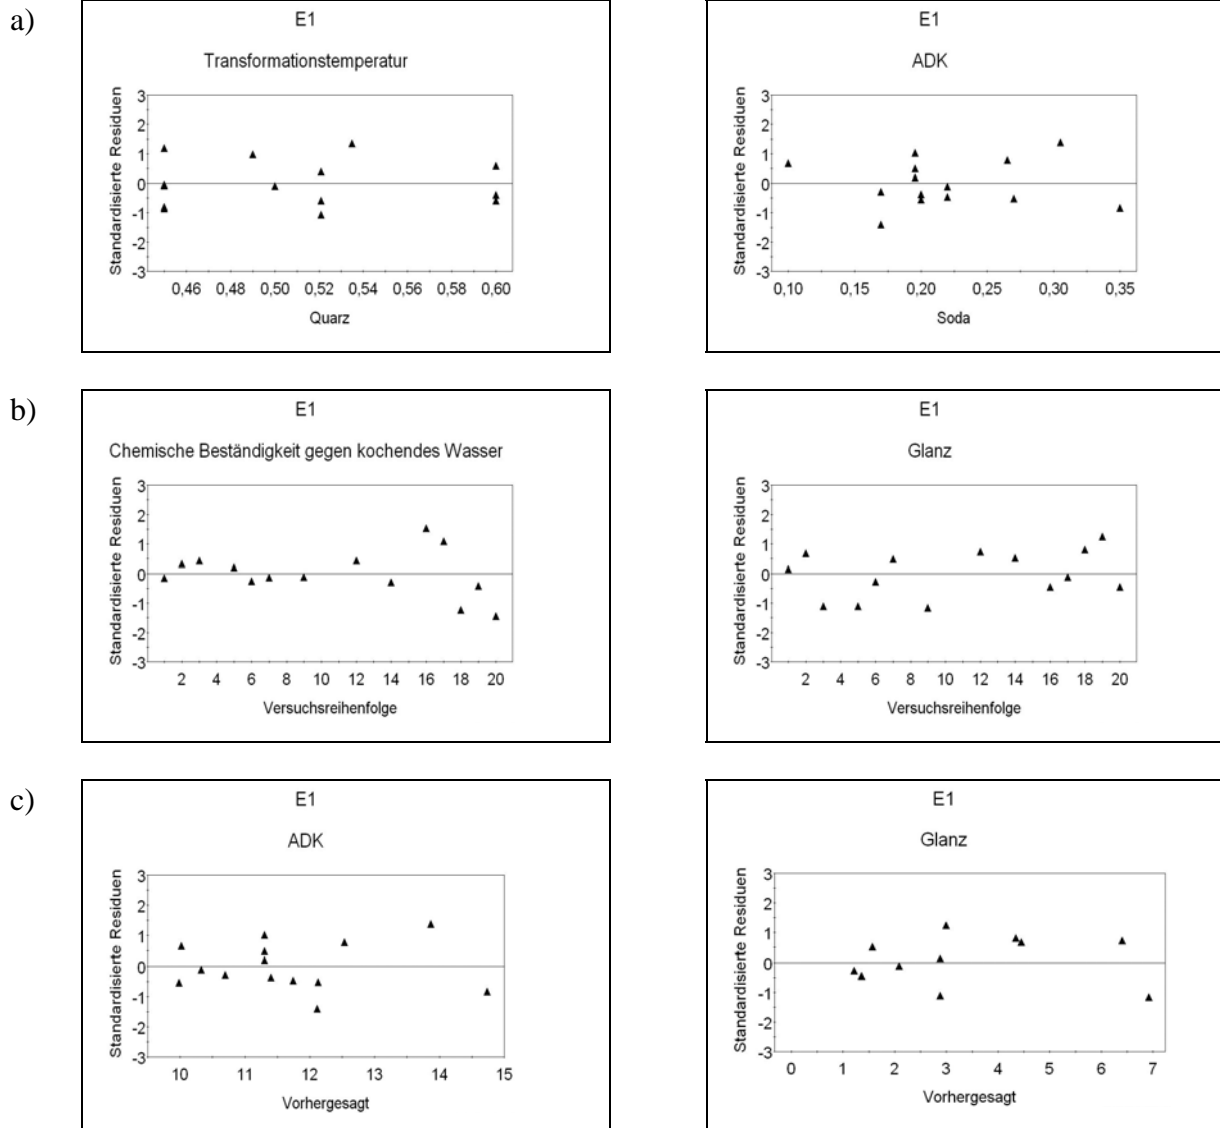 a)
E1
Transformationstemperatur
Standardisierte Residuen
3
2
1
0
-1
-2
-3
0,46 0,48 0,50 0,52 0,54 0,56 0,58 0,60
Quarz
E1
ADK
Standardisierte Residuen
3
2
1
0
-1
-2
-3
0,10 0,15 0,20 0,25 0,30 0,35
Soda
b)
E1
Chemische Beständigkeit gegen kochendes Wasser
Standardisierte Residuen
3
2
1
0
-1
-2
-3
2 4 6 8 10 12 14 16 18 20
Versuchsreihenfolge
E1
Glanz
Standardisierte Residuen
3
2
1
0
-1
-2
-3
2 4 6 8 10 12 14 16 18 20
Versuchsreihenfolge
c)
E1
ADK
Standardisierte Residuen
3
2
1
0
-1
-2
-3
10 11 12 13 14 15
Vorhergesagt
E1
Glanz
Standardisierte Residuen
3
2
1
0
-1
-2
-3
0 1 2 3 4 5 6 7
Vorhergesagt